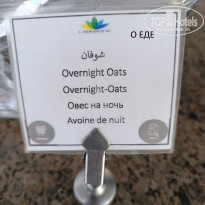 О ЕДЕ
شوفان
Overnight Oats
Overnight-Oats
Овес на ночь
Avoine de nuit